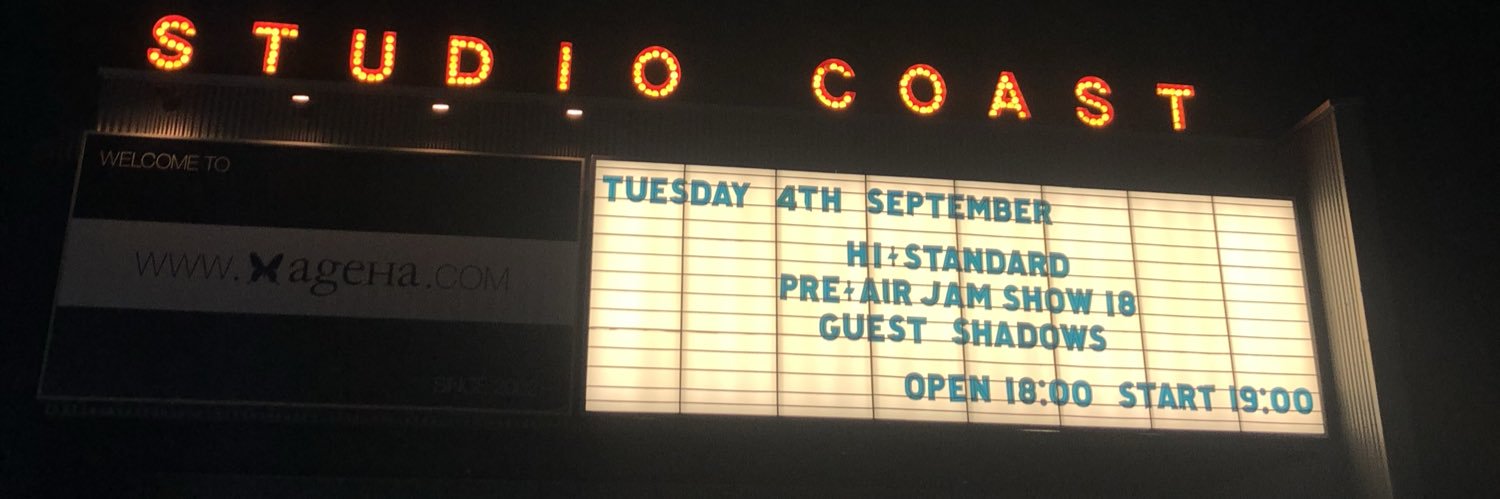 STUDIO COAST
WELCOME TO
WWW.ageHa.COM
TUESDAY 4TH SEPTEMBER
HI⚡STANDARD
PRE⚡AIR JAM SHOW 18
GUEST SHADOWS
OPEN 18:00 START 19:00